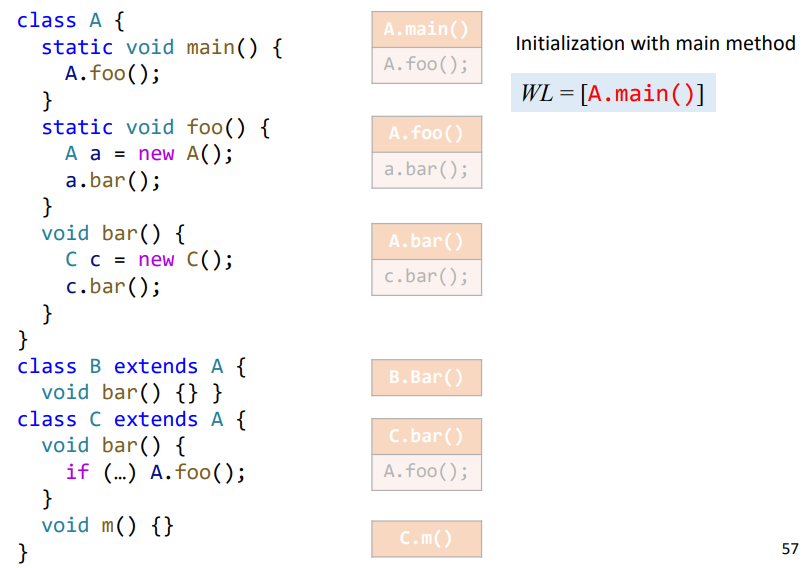 class A {
static void main() {
A.foo();
}
static void foo() {
A a = new A();
a.bar();
}
void bar() {
C c = new C();
c.bar();
}
}
class B extends A {
void bar() {} }
class C extends A {
void bar() {
if (…) A.foo();
}
void m() {}
}
A.main()
A.foo();
A.foo()
a.bar();
A.bar()
c.bar();
B.Bar()
C.bar()
A.foo();
C.m()
Initialization with main method
WL = [A.main()]
57